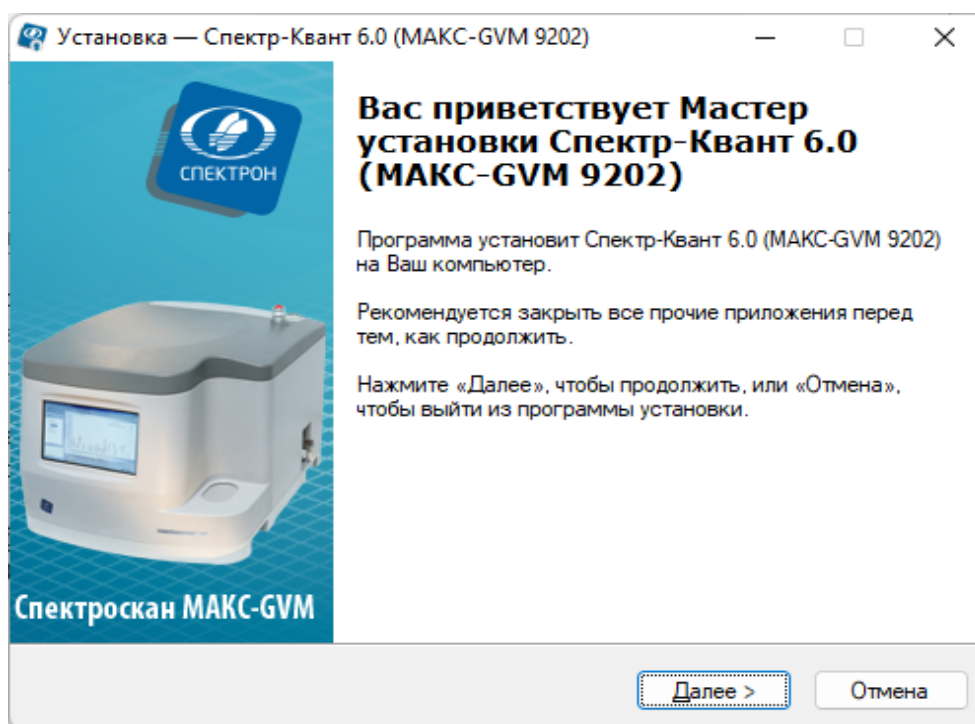 Установка — Спектр-Квант 6.0 (МАКС-GVM 9202)
СПЕКТРОН
Вас приветствует Мастер
установки Спектр-Квант 6.0
(МАКС-GVM 9202)
Программа установит Спектр-Квант 6.0 (МАКС-GVM 9202)
на Ваш компьютер.
Рекомендуется закрыть все прочие приложения перед
тем, как продолжить.
Нажмите «Далее», чтобы продолжить, или «Отмена»,
чтобы выйти из программы установки.
Спектроскан МАКС-GVM
Далее >
Отмена